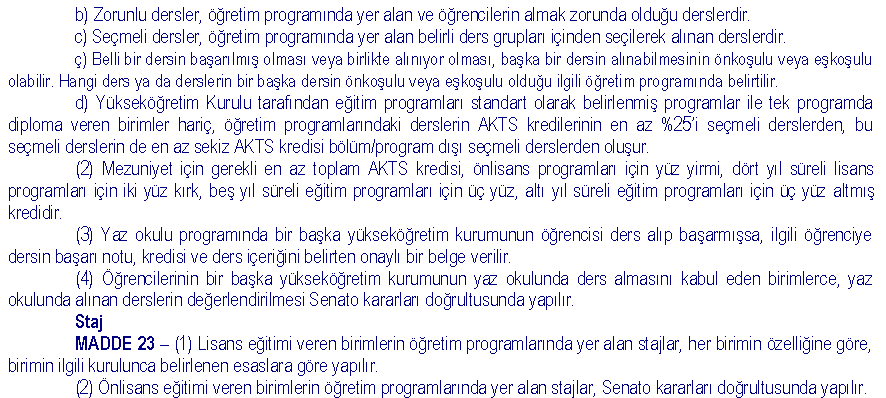 b) Zorunlu dersler, öğretim programında yer alan ve öğrencilerin almak zorunda olduğu derslerdir.
c) Seçmeli dersler, öğretim programında yer alan belirli ders grupları içinden seçilerek alınan derslerdir.
ç) Belli bir dersin başarılmış olması veya birlikte alınıyor olması, başka bir dersin alınabilmesinin önkoşulu veya eşkoşulu
olabilir. Hangi ders ya da derslerin bir başka dersin önkoşulu veya eşkoşulu olduğu ilgili öğretim programında belirtilir.
d) Yükseköğretim Kurulu tarafından eğitim programları standart olarak belirlenmiş programlar ile tek programda
diploma veren birimler hariç, öğretim programlarındaki derslerin AKTS kredilerinin en az %25’i seçmeli derslerden, bu
seçmeli derslerin de en az sekiz AKTS kredisi bölüm/program dışı seçmeli derslerden oluşur.
(2) Mezuniyet için gerekli en az toplam AKTS kredisi, önlisans programları için yüz yirmi, dört yıl süreli lisans
programları için iki yüz kırk, beş yıl süreli eğitim programları için üç yüz, altı yıl süreli eğitim programları için üç yüz altmış
kredidir.
(3) Yaz okulu programında bir başka yükseköğretim kurumunun öğrencisi ders alıp başarmışsa, ilgili öğrenciye
dersin başarı notu, kredisi ve ders içeriğini belirten onaylı bir belge verilir.
(4) Öğrencilerinin bir başka yükseköğretim kurumunun yaz okulunda ders almasını kabul eden birimlerce, yaz
okulunda alınan derslerin değerlendirilmesi Senato kararları doğrultusunda yapılır.
Staj
MADDE 23 – (1) Lisans eğitimi veren birimlerin öğretim programlarında yer alan stajlar, her birimin özelliğine göre,
birimin ilgili kurulunca belirlenen esaslara göre yapılır.
(2) Önlisans eğitimi veren birimlerin öğretim programlarında yer alan stajlar, Senato kararları doğrultusunda yapılır.